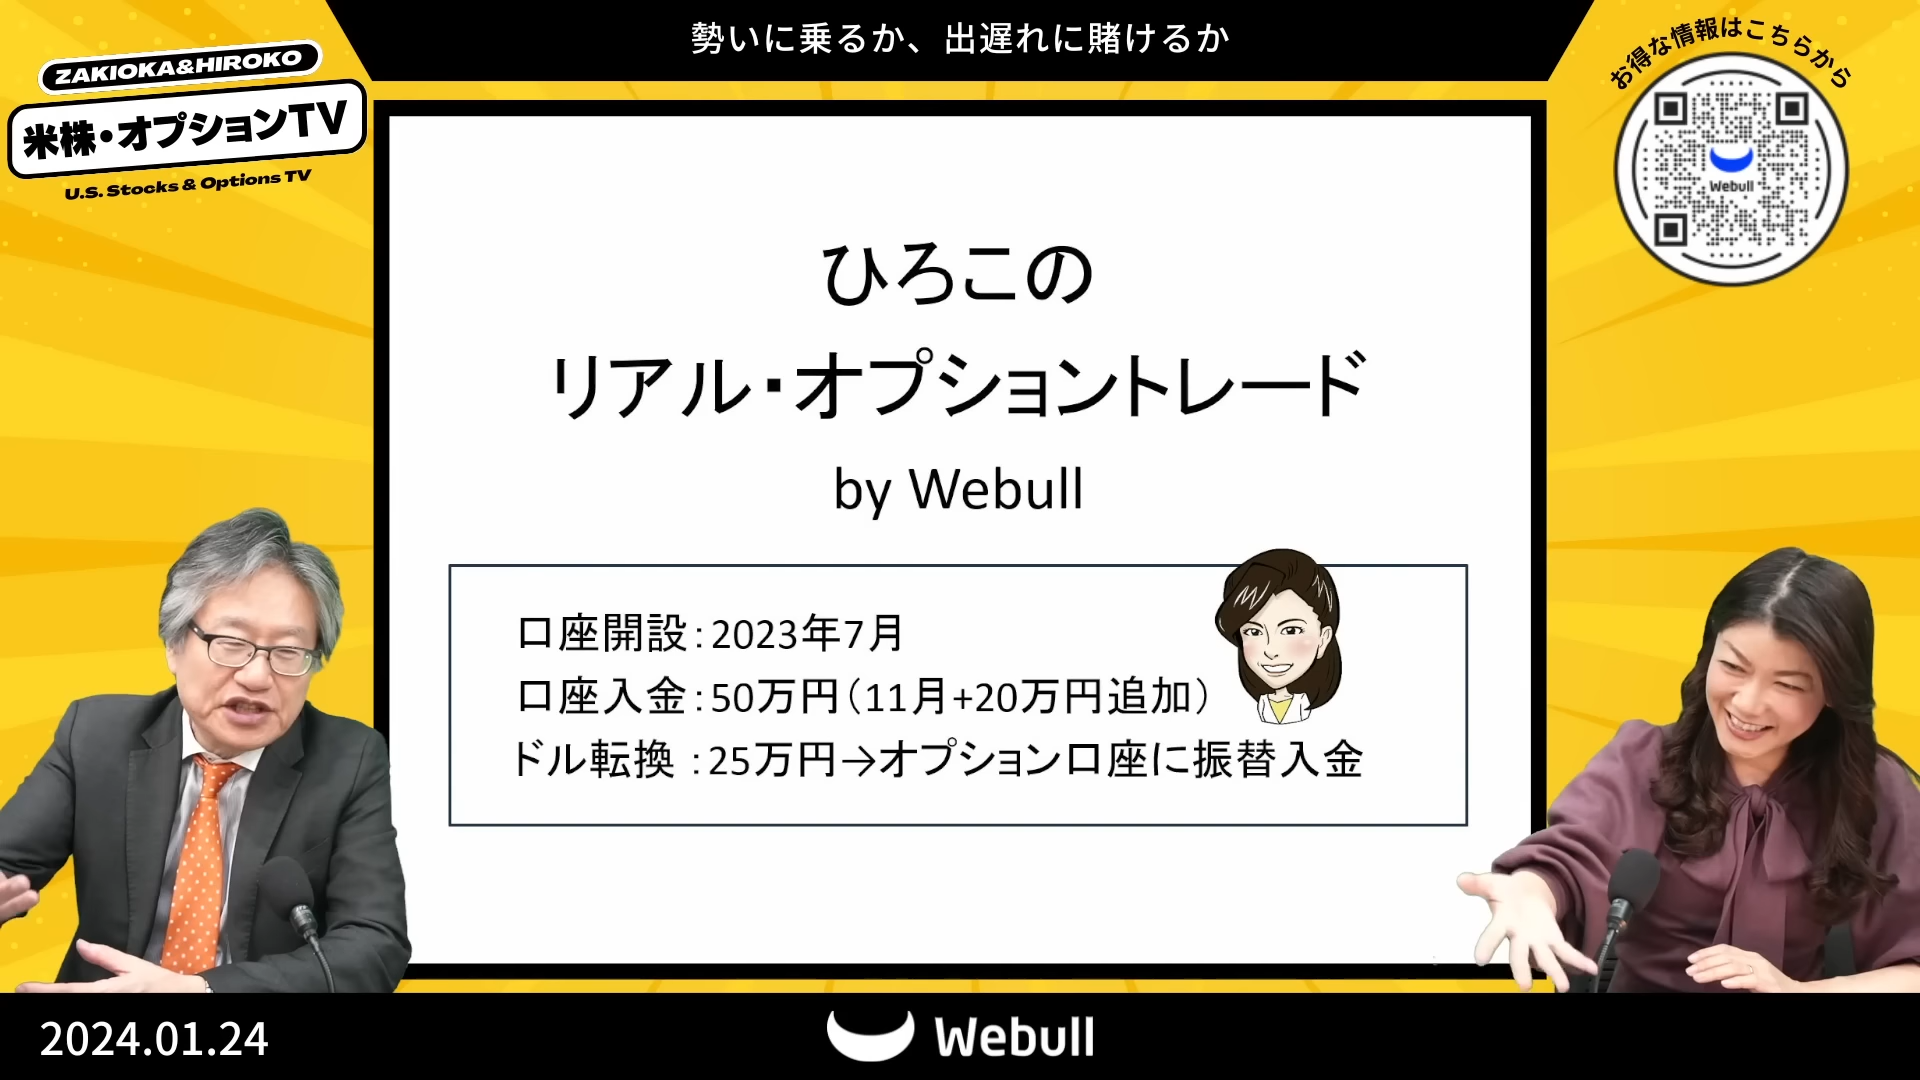 勢いに乗るか、出遅れに賭けるか
ZAKIOKA&HIROKO
米株・オプションTV
U.S. Stocks & Options TV
お得な情報はこちらから
Webull
ひろこの
リアル・オプショントレード
by Webull
口座開設：2023年7月
口座入金：50万円（11月+20万円追加）
ドル転換 ：25万円→オプション口座に振替入金
2024.01.24
Webull